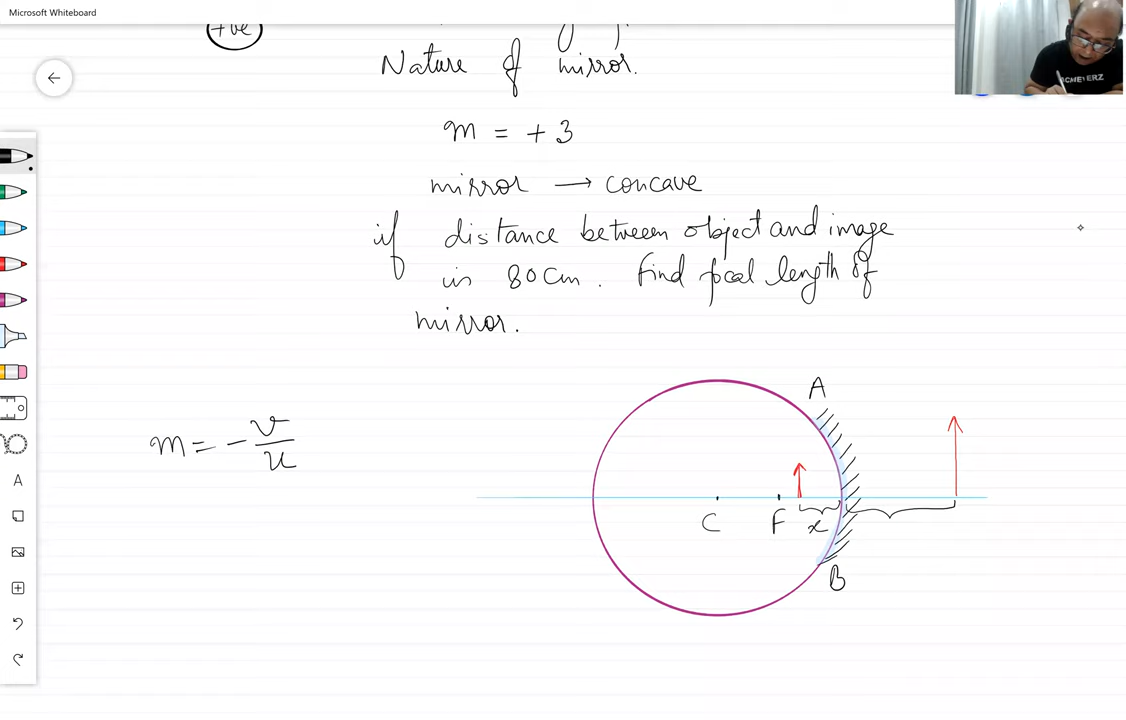 Microsoft Whiteboard
+ve
Nature of mirror.
m = + 3
mirror → concave
if distance between object and image
is 80 cm. Find focal length of
mirror.
m = - v/u
A
C
F
x
B
A